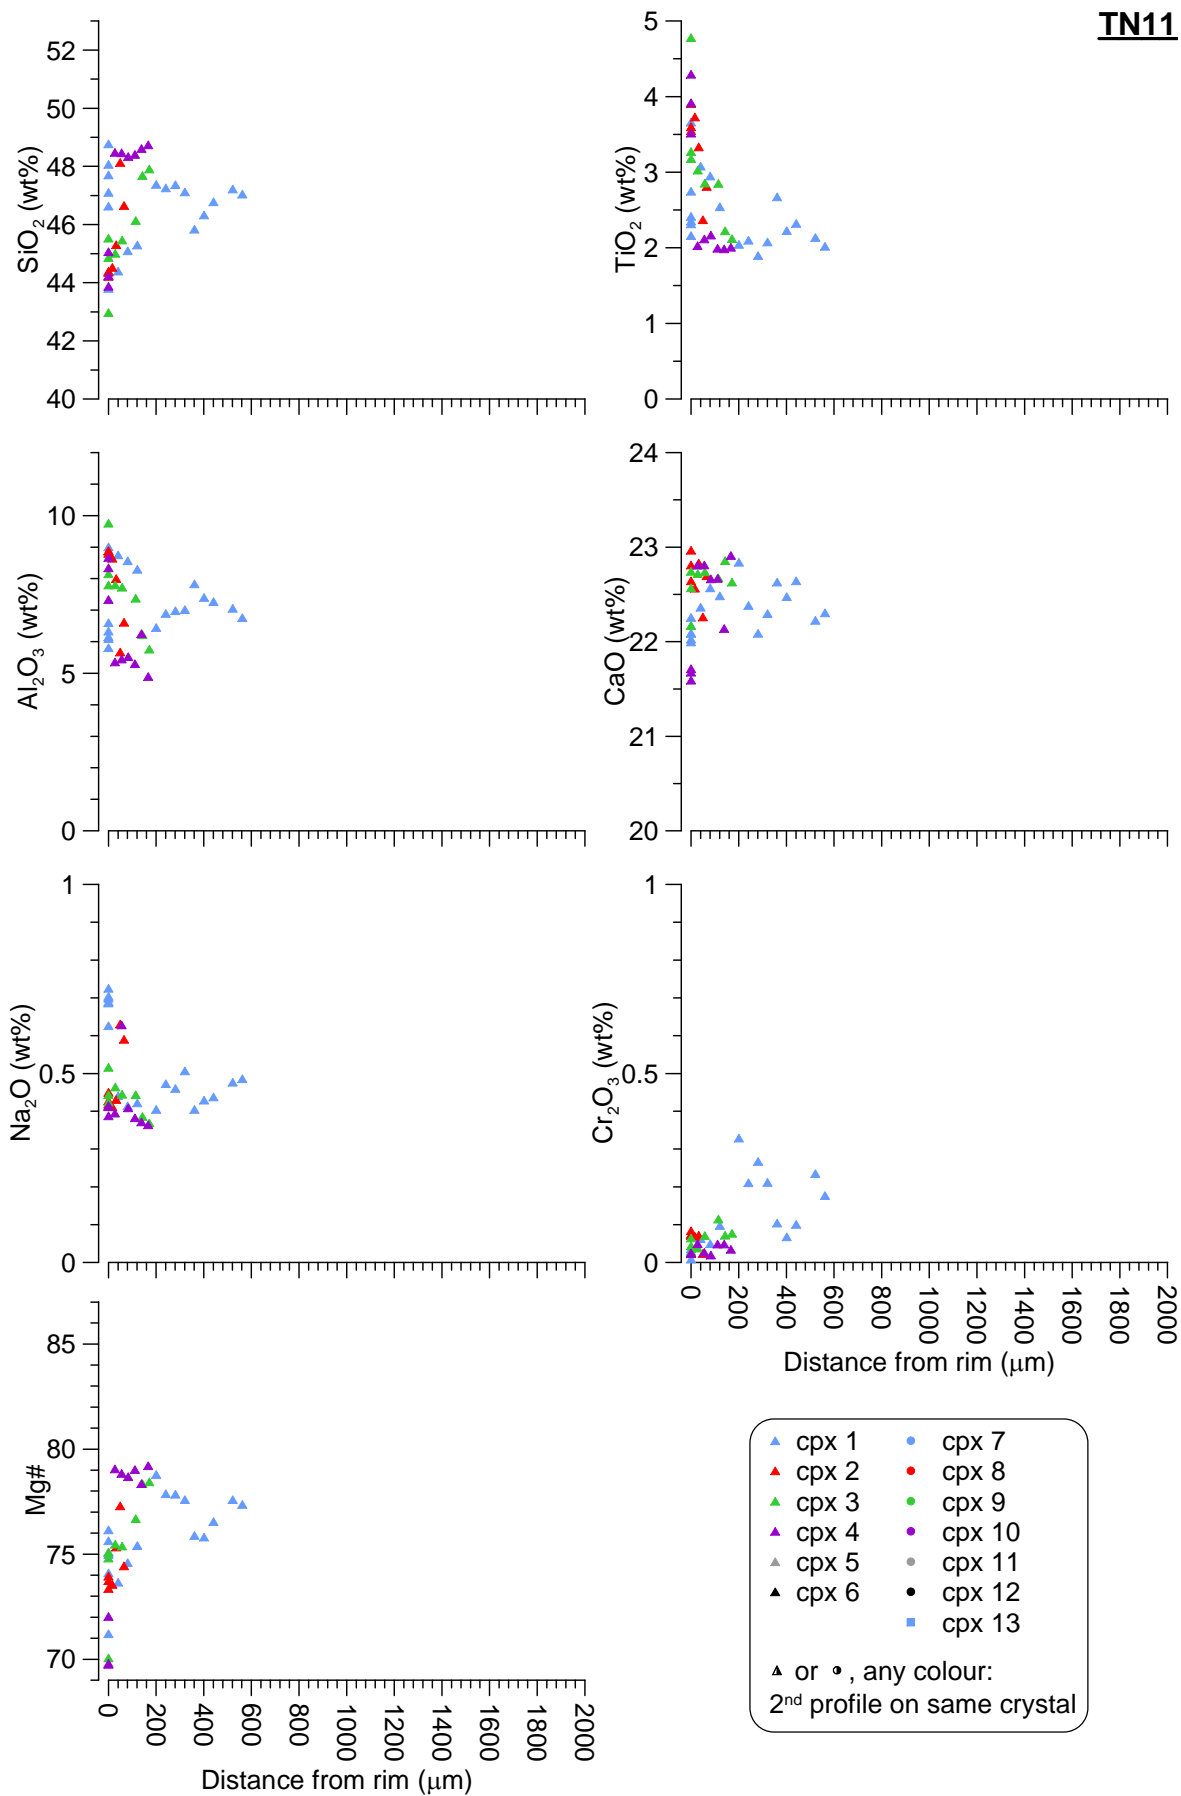 TN11
52
50
48
46
44
42
40
SiO₂ (wt%)
5
4
3
2
1
0
TiO₂ (wt%)
10
5
0
Al₂O₃ (wt%)
24
23
22
21
20
CaO (wt%)
1
0.5
0
Na₂O (wt%)
1
0.5
0
Cr₂O₃ (wt%)
0
200
400
600
800
1000
1200
1400
1600
1800
2000
Distance from rim (μm)
85
80
75
70
Mg#
0
200
400
600
800
1000
1200
1400
1600
1800
2000
Distance from rim (μm)
cpx 1
cpx 2
cpx 3
cpx 4
cpx 5
cpx 6
cpx 7
cpx 8
cpx 9
cpx 10
cpx 11
cpx 12
cpx 13
or , any colour:
2ⁿᵈ profile on same crystal